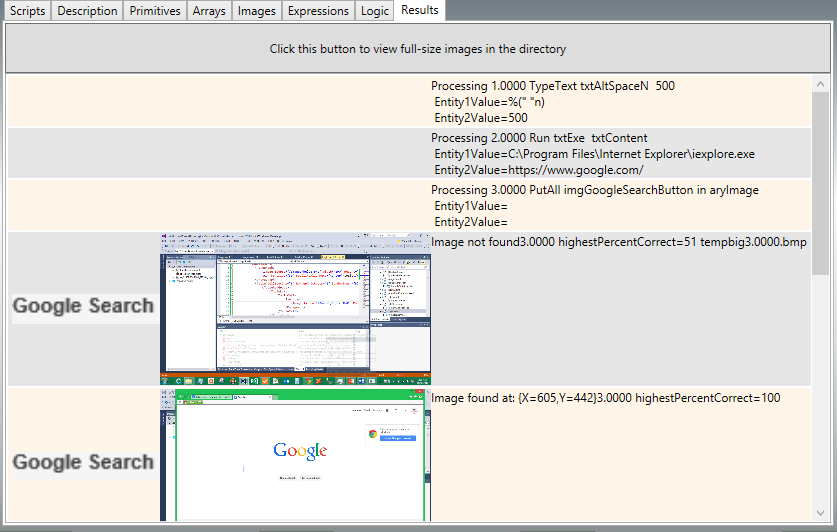 Scripts Description Primitives Arrays Images Expressions Logic Results
Click this button to view full-size images in the directory
Processing 1.0000 TypeText txtAltSpaceN  500
Entity1Value=%(" "n)
Entity2Value=500
Processing 2.0000 Run txtExe  txtContent
Entity1Value=C:\Program Files\Internet Explorer\iexplore.exe
Entity2Value=https://www.google.com/
Processing 3.0000 PutAll imgGoogleSearchButton in aryImage
Entity1Value=
Entity2Value=
Image not found3.0000 highestPercentCorrect=51 tempbig3.0000.bmp
Google Search
Image found at: {X=605,Y=442}3.0000 highestPercentCorrect=100
Google
Google Search